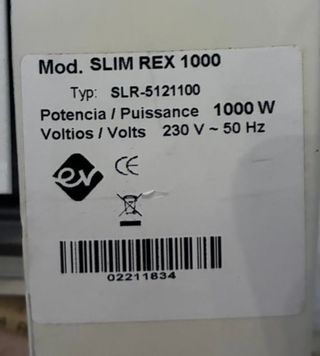 Mod. SLIM REX 1000
Typ: SLR-5121100
Potencia / Puissance 1000 W
Voltios / Volts 230 V ~ 50 Hz
ev
CE
02211834